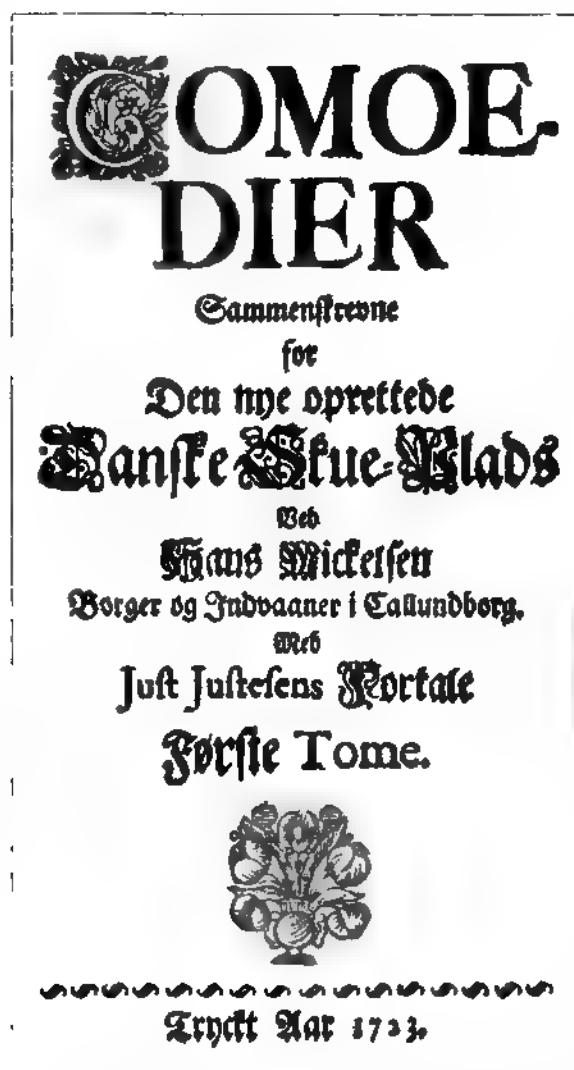 COMOE-
DIER
Sammenskrevne
for
Den nye oprettede
Danske Skue-Plads
Ved
Hans Mickelsen
Borger og Indvaaner i Callundborg.
Med
Just Justesens Fortale
Første Tome.
Tryckt Aar 1723.